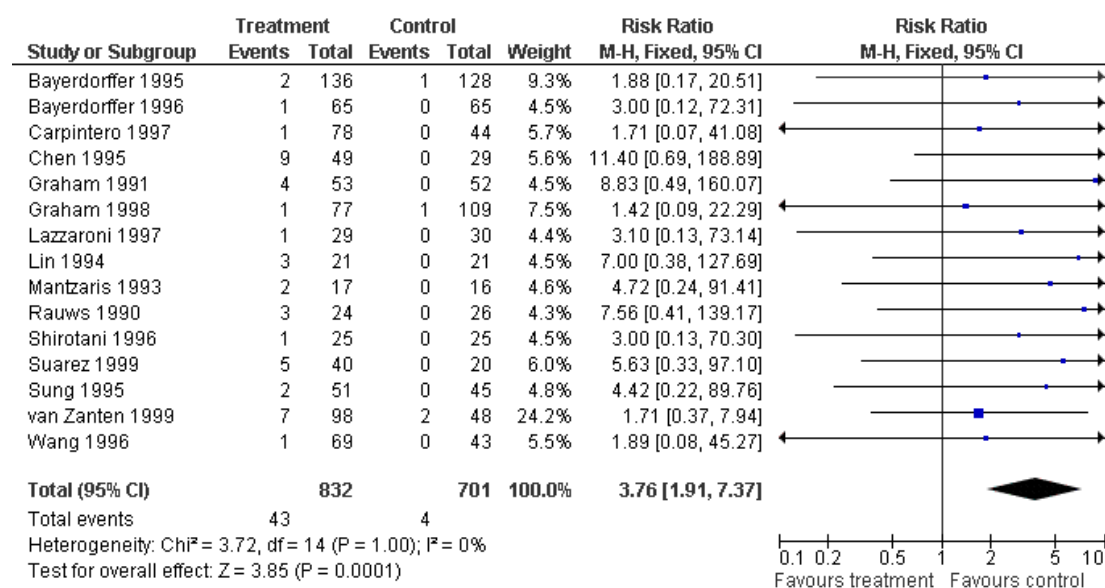 Treatment Control Risk Ratio Risk Ratio
Study or Subgroup Events Total Events Total Weight M-H, Fixed, 95% CI M-H, Fixed, 95% CI
Bayerdorffer 1995 2 136 1 128 9.3% 1.88 [0.17, 20.51]
Bayerdorffer 1996 1 65 0 65 4.5% 3.00 [0.12, 72.31]
Carpintero 1997 1 78 0 44 5.7% 1.71 [0.07, 41.08]
Chen 1995 9 49 0 29 5.6% 11.40 [0.69, 188.89]
Graham 1991 4 53 0 52 4.5% 8.83 [0.49, 160.07]
Graham 1998 1 77 1 109 7.5% 1.42 [0.09, 22.29]
Lazzaroni 1997 1 29 0 30 4.4% 3.10 [0.13, 73.14]
Lin 1994 3 21 0 21 4.5% 7.00 [0.38, 127.69]
Mantzaris 1993 2 17 0 16 4.6% 4.72 [0.24, 91.41]
Rauws 1990 3 24 0 26 4.3% 7.56 [0.41, 139.17]
Shirotani 1996 1 25 0 25 4.5% 3.00 [0.13, 70.30]
Suarez 1999 5 40 0 20 6.0% 5.63 [0.33, 97.10]
Sung 1995 2 51 0 45 4.8% 4.42 [0.22, 89.76]
van Zanten 1999 7 98 2 48 24.2% 1.71 [0.37, 7.94]
Wang 1996 1 69 0 43 5.5% 1.89 [0.08, 45.27]
Total (95% CI) 832 701 100.0% 3.76 [1.91, 7.37]
Total events 43 4
Heterogeneity: Chi² = 3.72, df = 14 (P = 1.00); I² = 0%
Test for overall effect: Z = 3.85 (P = 0.0001)
0.1 0.2 0.5 1 2 5 10
Favours treatment Favours control